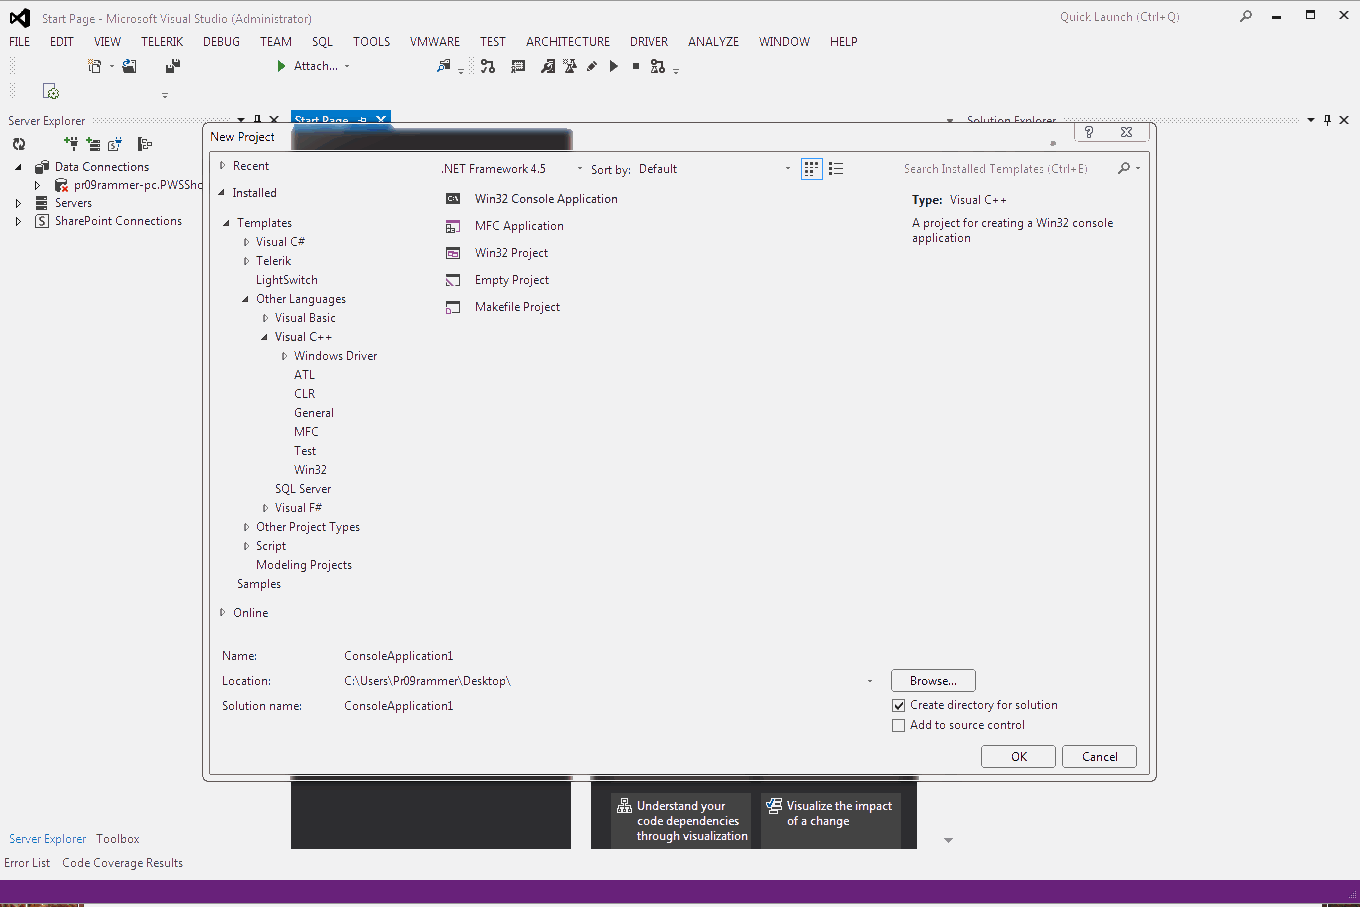 Start Page - Microsoft Visual Studio (Administrator)
Quick Launch (Ctrl+Q)
FILE EDIT VIEW TELERIK DEBUG TEAM SQL TOOLS VMWARE TEST ARCHITECTURE DRIVER ANALYZE WINDOW HELP
Attach...
Server Explorer
Start Page
Solution Explorer
Data Connections
pr09rammer-pc.PWSSho
Servers
SharePoint Connections
New Project
Recent
Installed
Templates
Visual C#
Telerik
LightSwitch
Other Languages
Visual Basic
Visual C++
Windows Driver
ATL
CLR
General
MFC
Test
Win32
SQL Server
Visual F#
Other Project Types
Script
Modeling Projects
Samples
Online
.NET Framework 4.5
Sort by: Default
Search Installed Templates (Ctrl+E)
Win32 Console Application
MFC Application
Win32 Project
Empty Project
Makefile Project
Type: Visual C++
A project for creating a Win32 console
application
Name: ConsoleApplication1
Location: C:\Users\Pr09rammer\Desktop\
Browse...
Solution name: ConsoleApplication1
Create directory for solution
Add to source control
OK
Cancel
Understand your
code dependencies
through visualization
Visualize the impact
of a change
Server Explorer Toolbox
Error List Code Coverage Results